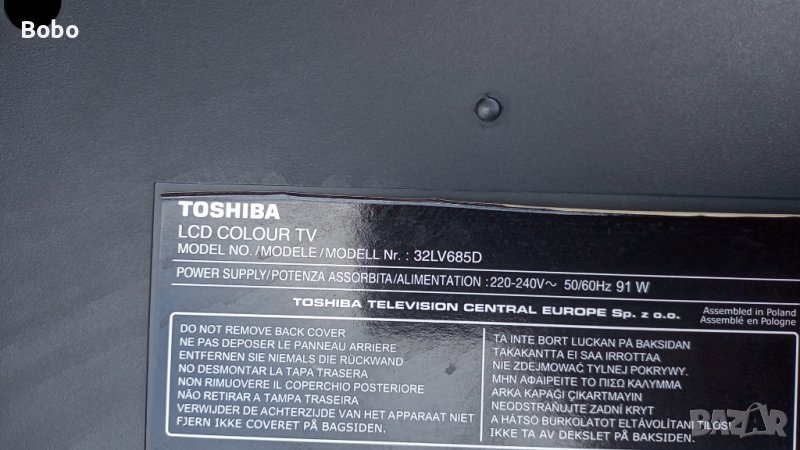 Bobo
TOSHIBA
LCD COLOUR TV
MODEL NO./MODELE/MODELL Nr. : 32LV685D
POWER SUPPLY/POTENZA ASSORBITA/ALIMENTATION : 220-240V∼ 50/60Hz 91 W
TOSHIBA TELEVISION CENTRAL EUROPE Sp. z o.o.
Assembled in Poland
Assemblé en Pologne
DO NOT REMOVE BACK COVER
NE PAS DEPOSER LE PANNEAU ARRIERE
ENTFERNEN SIE NIEMALS DIE RÜCKWAND
NO DESMONTAR LA TAPA TRASERA
NON RIMUOVERE IL COPERCHIO POSTERIORE
NÃO RETIRAR A TAMPA TRASEIRA
VERWIJDER DE ACHTERZIJDE VAN HET APPARAAT NIET
FJERN IKKE COVERET PÅ BAGSIDEN.
TA INTE BORT LUCKAN PÅ BAKSIDAN
TAKAKANTTA EI SAA IRROTTAA
NIE ZDEJMOWAĆ TYLNEJ POKRYWY.
ΜΗΝ ΑΦΑΙΡΕΙΤΕ ΤΟ ΠΙΣΩ ΚΑΛΥΜΜΑ
ARKA KAPAĞI ÇIKARTMAYIN
NEODSTRAŇUJTE ZADNÍ KRYT
A HÁTSÓ BURKOLATOT ELTÁVOLÍTANI TILOS!
IKKE TA AV DEKSLET PÅ BAKSIDEN.
BAZAR